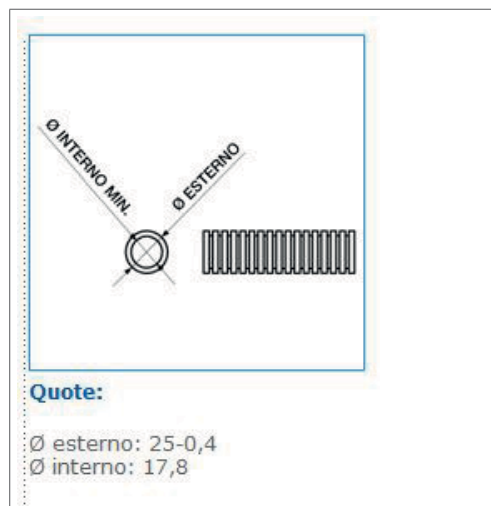 Ø INTERNO MIN.
Ø ESTERNO
Quote:
Ø esterno: 25-0,4
Ø interno: 17,8